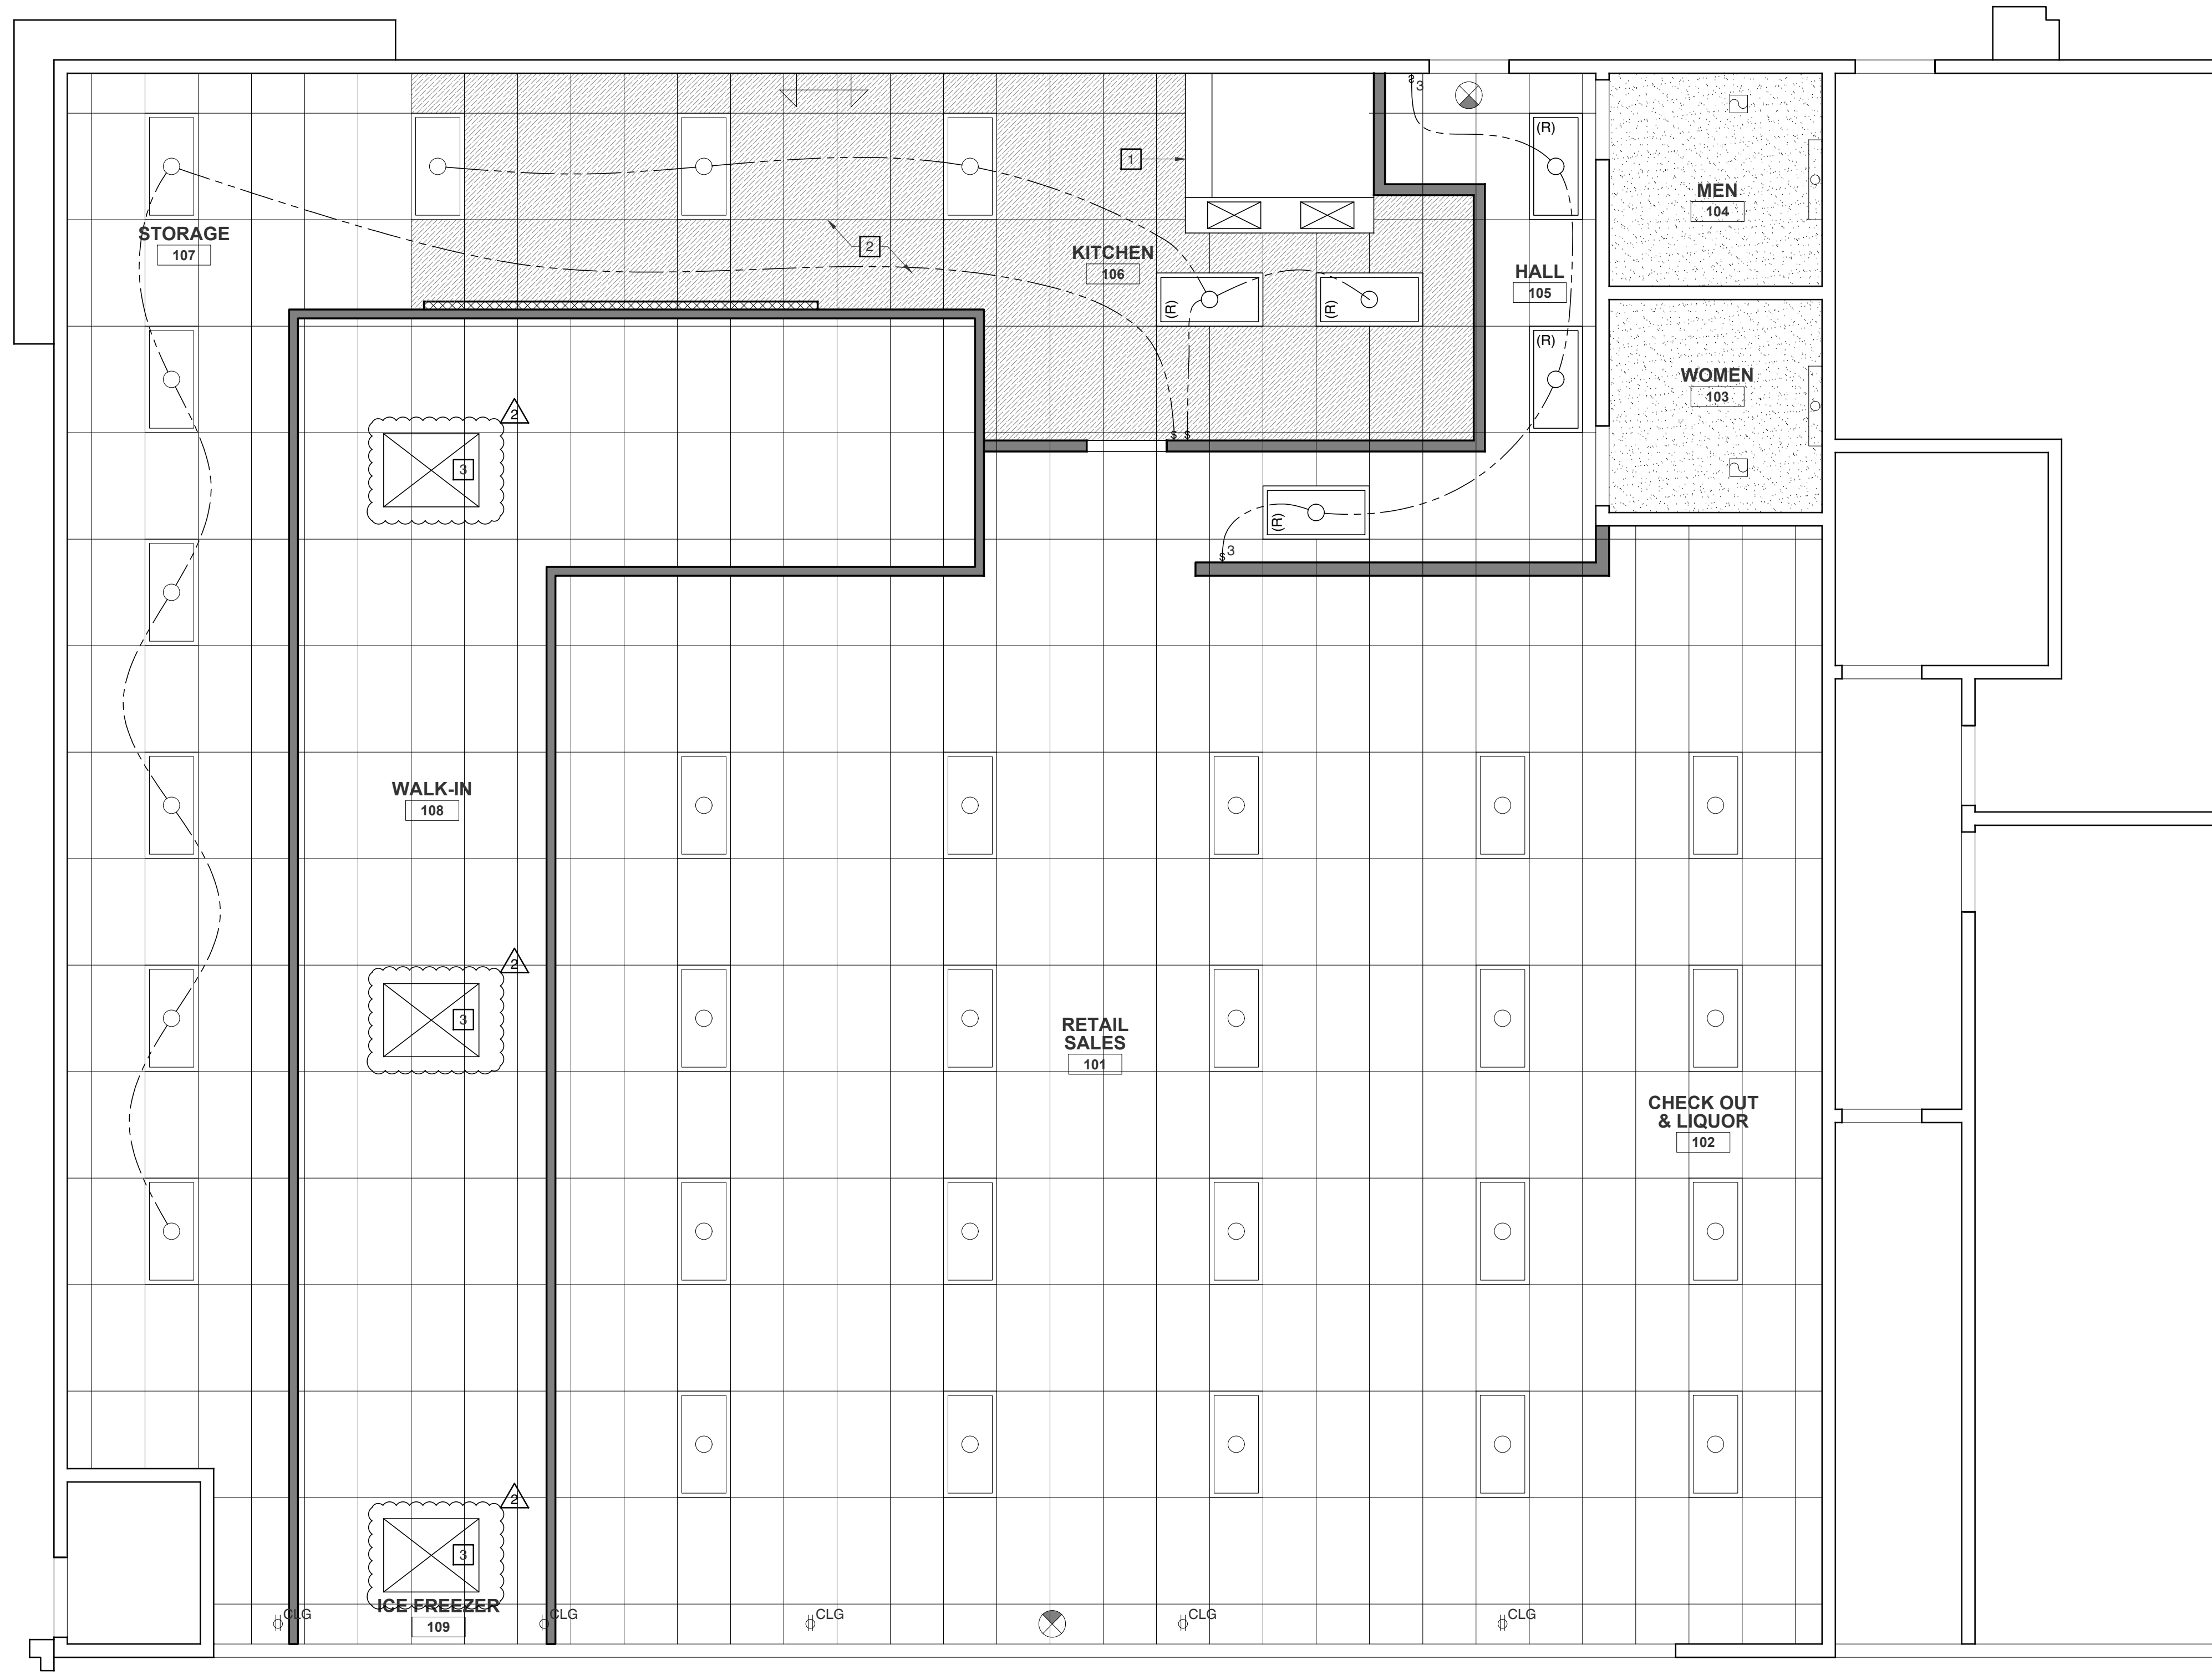 $ 3
(R)
1
MEN
104
STORAGE
107
2
KITCHEN
106
HALL
105
(R)
(R)
(R)
WOMEN
103
2
3
$ $
(R)
$ 3
WALK-IN
108
2
3
RETAIL
SALES
101
CHECK OUT
& LIQUOR
102
2
3
ICE FREEZER
109
CLG
CLG
CLG
CLG
CLG